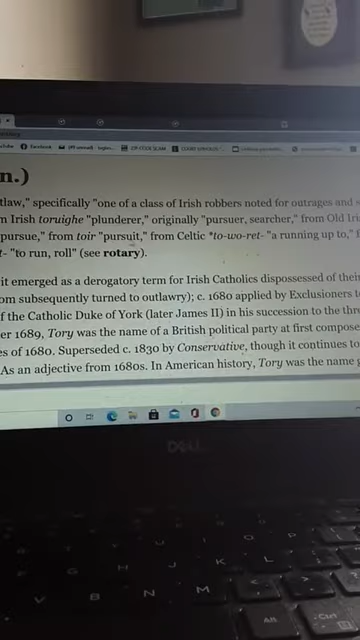 Facebook
n.)
tlaw," specifically "one of a class of Irish robbers noted for outrages and
m Irish toruighe "plunderer," originally "pursuer, searcher," from Old Iri
pursue," from toir "pursuit," from Celtic *to-wo-ret- "a running up to," f
t- "to run, roll" (see rotary).
it emerged as a derogatory term for Irish Catholics dispossessed of their
om subsequently turned to outlawry); c. 1680 applied by Exclusioners t
f the Catholic Duke of York (later James II) in his succession to the thr
er 1689, Tory was the name of a British political party at first compose
es of 1680. Superseded c. 1830 by Conservative, though it continues to
As an adjective from 1680s. In American history, Tory was the name g
DELL
U I O P
G H J K L
V B N M < >
Alt Ctrl